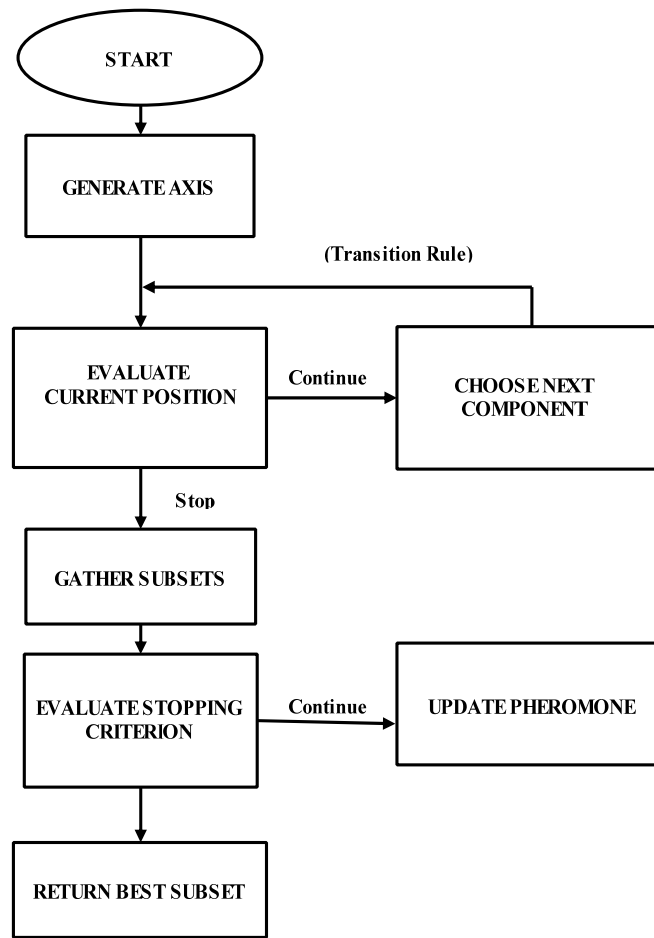 START
GENERATE AXIS
(Transition Rule)
EVALUATE
CURRENT POSITION
Continue
CHOOSE NEXT
COMPONENT
Stop
GATHER SUBSETS
EVALUATE STOPPING
CRITERION
Continue
UPDATE PHEROMONE
RETURN BEST SUBSET